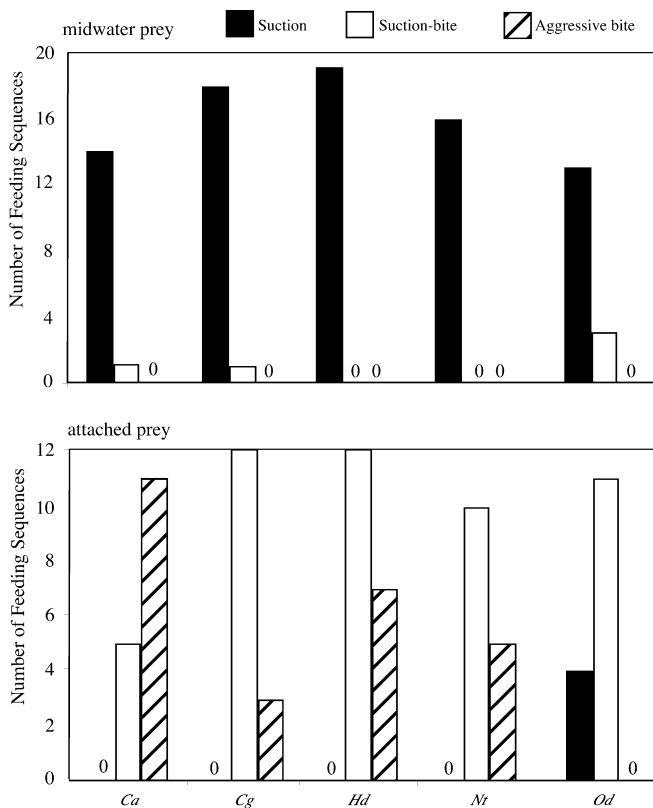 midwater prey Suction Suction-bite Aggressive bite
Number of Feeding Sequences
20
16
12
8
4
0
0 0 0 0 0 0 0
attached prey
Number of Feeding Sequences
12
10
8
6
4
2
0
0 0 0 0 0
Ca Cg Hd Nt Od